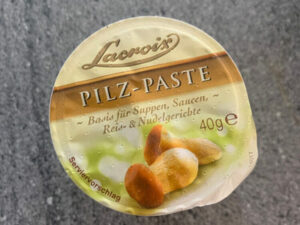 Lacroix
PILZ-PASTE
~ Basis für Suppen, Saucen, ~
Reis- & Nudelgerichte
40g e
Serviervorschlag